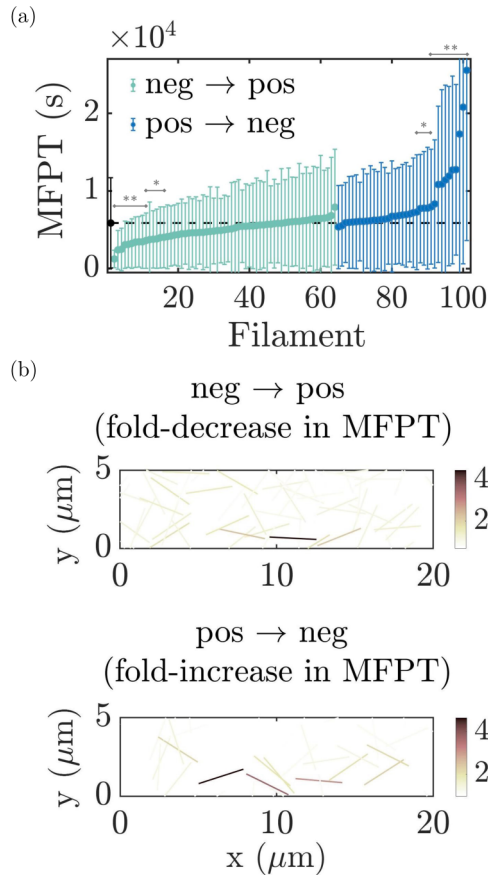 (a)
×10⁴
MFPT (s)
2
1
0
neg → pos
pos → neg
**
*
*
**
20 40 60 80 100
Filament
(b)
neg → pos
(fold-decrease in MFPT)
y (μm)
5
0
0 10 20
4
2
pos → neg
(fold-increase in MFPT)
y (μm)
5
0
0 10 20
4
2
x (μm)